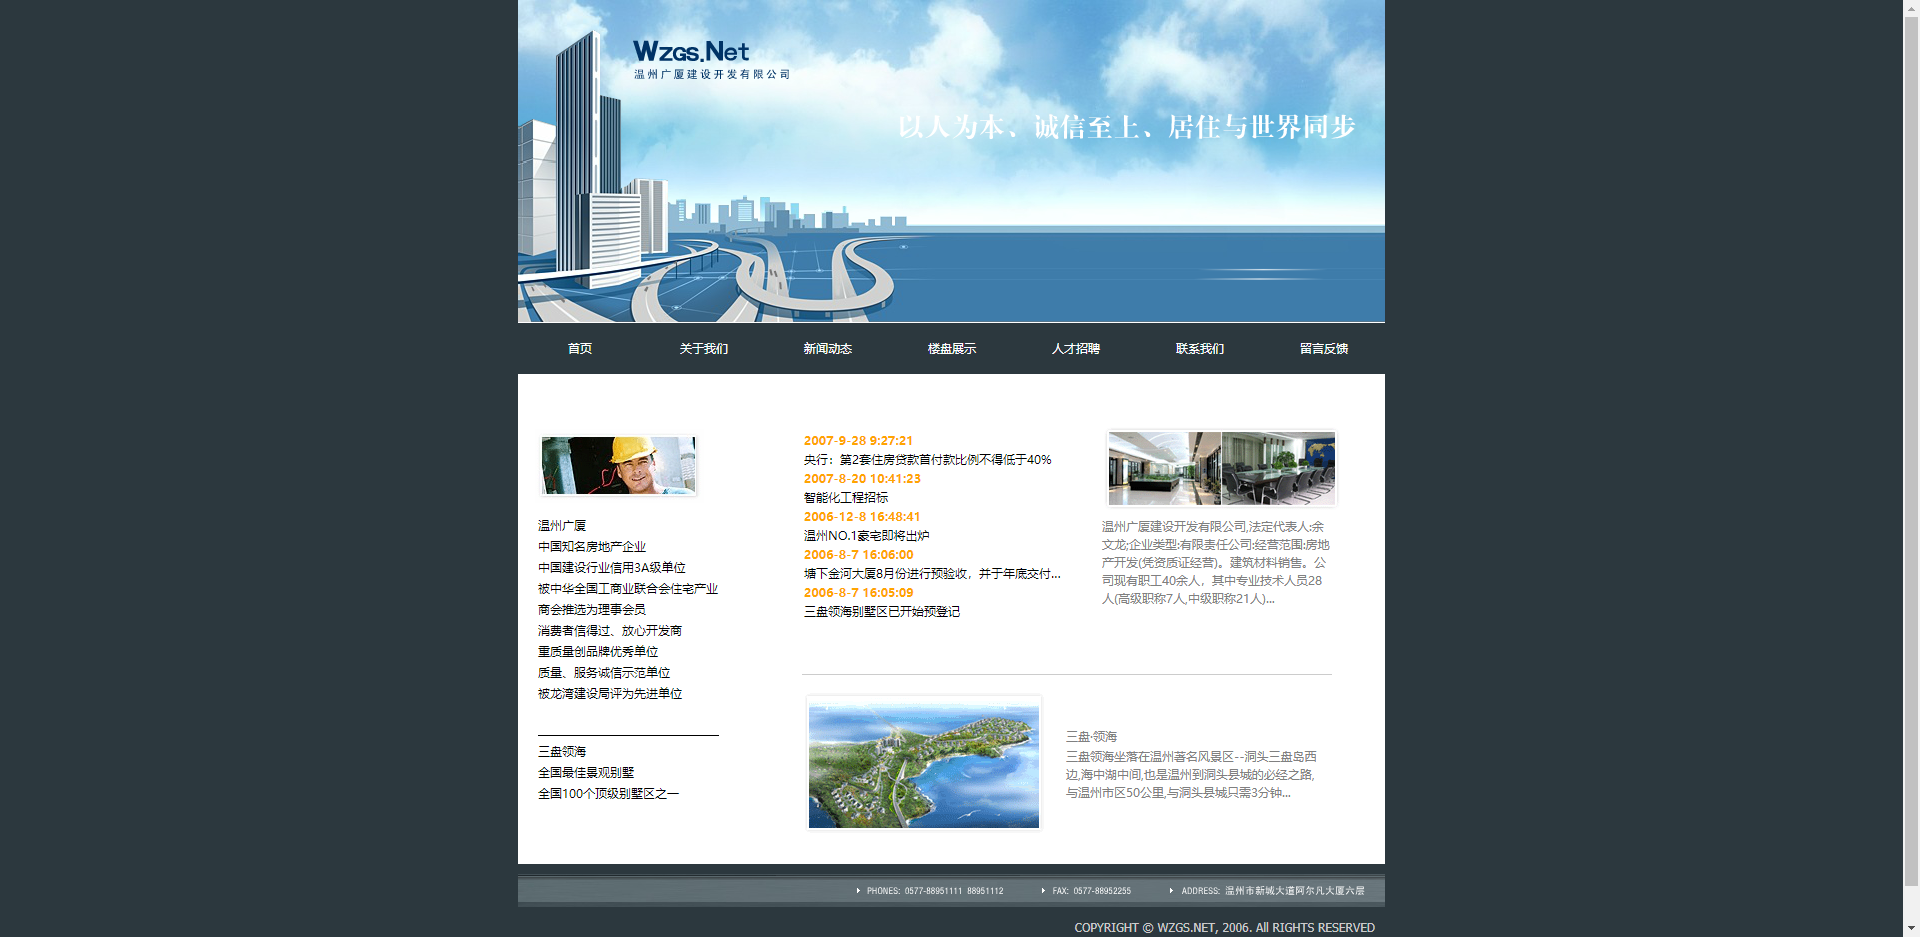 Wzgs.Net
温州广厦建设开发有限公司
以人为本、诚信至上、居住与世界同步
首页 关于我们 新闻动态 楼盘展示 人才招聘 联系我们 留言反馈
温州广厦
中国知名房地产企业
中国建设行业信用3A级单位
被中华全国工商业联合会住宅产业
商会推选为理事会员
消费者信得过、放心开发商
重质量创品牌优秀单位
质量、服务诚信示范单位
被龙湾建设局评为先进单位
三盘领海
全国最佳景观别墅
全国100个顶级别墅区之一
2007-9-28 9:27:21
央行：第2套住房贷款首付款比例不得低于40%
2007-8-20 10:41:23
智能化工程招标
2006-12-8 16:48:41
温州NO.1豪宅即将出炉
2006-8-7 16:06:00
塘下金河大厦8月份进行预验收，并于年底交付...
2006-8-7 16:05:09
三盘领海别墅区已开始预登记
温州广厦建设开发有限公司,法定代表人:余
文龙;企业类型:有限责任公司:经营范围:房地
产开发(凭资质证经营)。建筑材料销售。公
司现有职工40余人，其中专业技术人员28
人(高级职称7人,中级职称21人)...
三盘·领海
三盘领海坐落在温州著名风景区--洞头三盘岛西
边,海中湖中间,也是温州到洞头县城的必经之路,
与温州市区50公里,与洞头县城只需3分钟...
PHONES: 0577-88951111 88951112 FAX: 0577-88952255 ADDRESS: 温州市新城大道阿尔凡大厦六层
COPYRIGHT © WZGS.NET, 2006. All RIGHTS RESERVED